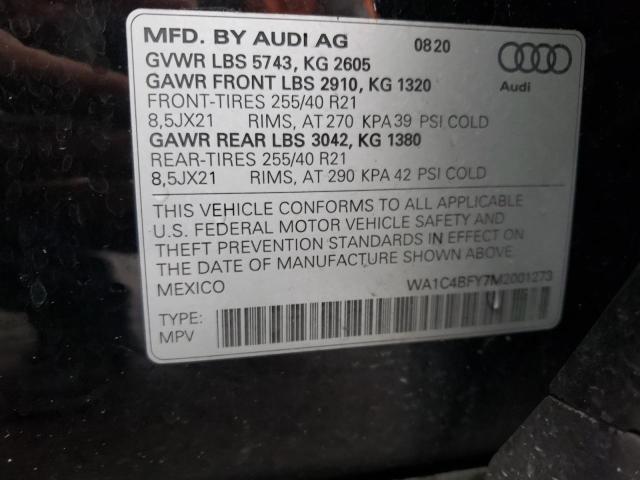 MFD. BY AUDI AG 0820
GVWR LBS 5743, KG 2605
GAWR FRONT LBS 2910, KG 1320
Audi
FRONT-TIRES 255/40 R21
8,5JX21 RIMS, AT 270 KPA 39 PSI COLD
GAWR REAR LBS 3042, KG 1380
REAR-TIRES 255/40 R21
8,5JX21 RIMS, AT 290 KPA 42 PSI COLD
THIS VEHICLE CONFORMS TO ALL APPLICABLE
U.S. FEDERAL MOTOR VEHICLE SAFETY AND
THEFT PREVENTION STANDARDS IN EFFECT ON
THE DATE OF MANUFACTURE SHOWN ABOVE.
MEXICO WA1C4BFY7M2001273
TYPE:
MPV